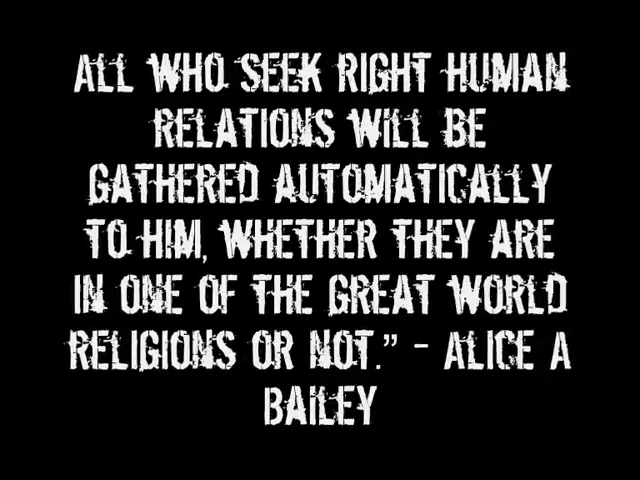 ALL WHO SEEK RIGHT HUMAN
RELATIONS WILL BE
GATHERED AUTOMATICALLY
TO HIM, WHETHER THEY ARE
IN ONE OF THE GREAT WORLD
RELIGIONS OR NOT.” - ALICE A
BAILEY